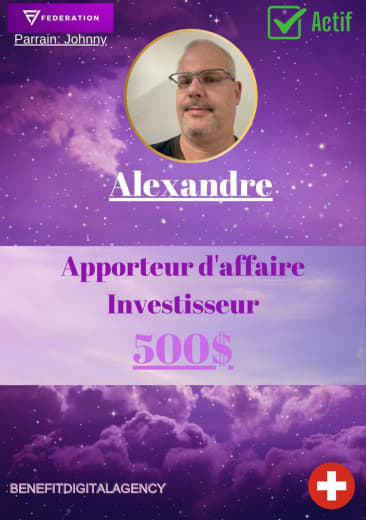 FEDERATION
Actif
Parrain: Johnny
Alexandre
Apporteur d'affaire
Investisseur
500$
BENEFITDIGITALAGENCY